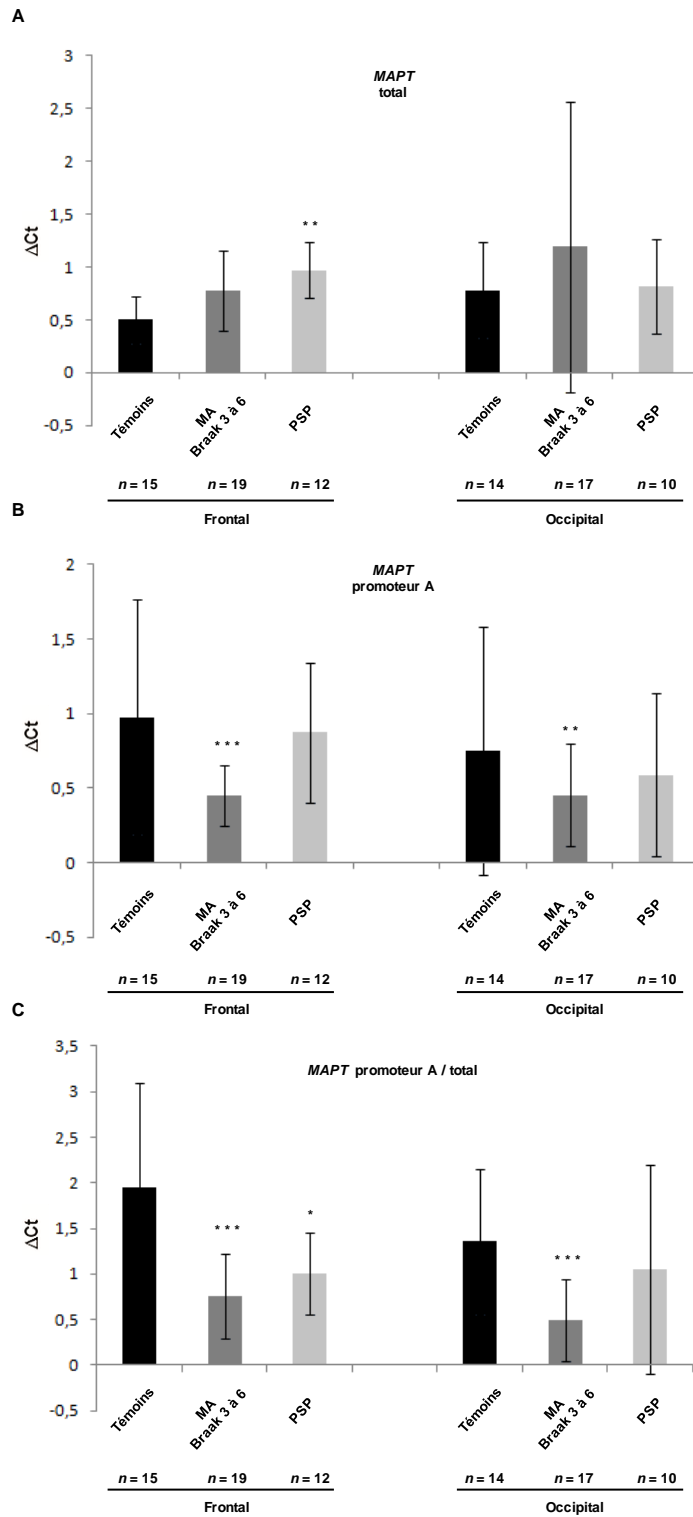 A
MAPT
total
3
2,5
2
1,5
1
0,5
0
-0,5
ΔCt
* *
Témoins
MA
Braak 3 à 6
PSP
Témoins
MA
Braak 3 à 6
PSP
n = 15
n = 19
n = 12
n = 14
n = 17
n = 10
Frontal
Occipital
B
MAPT
promoteur A
2
1,5
1
0,5
0
-0,5
ΔCt
* * *
* *
Témoins
MA
Braak 3 à 6
PSP
Témoins
MA
Braak 3 à 6
PSP
n = 15
n = 19
n = 12
n = 14
n = 17
n = 10
Frontal
Occipital
C
MAPT promoteur A / total
3,5
3
2,5
2
1,5
1
0,5
0
-0,5
ΔCt
* * *
*
* * *
Témoins
MA
Braak 3 à 6
PSP
Témoins
MA
Braak 3 à 6
PSP
n = 15
n = 19
n = 12
n = 14
n = 17
n = 10
Frontal
Occipital